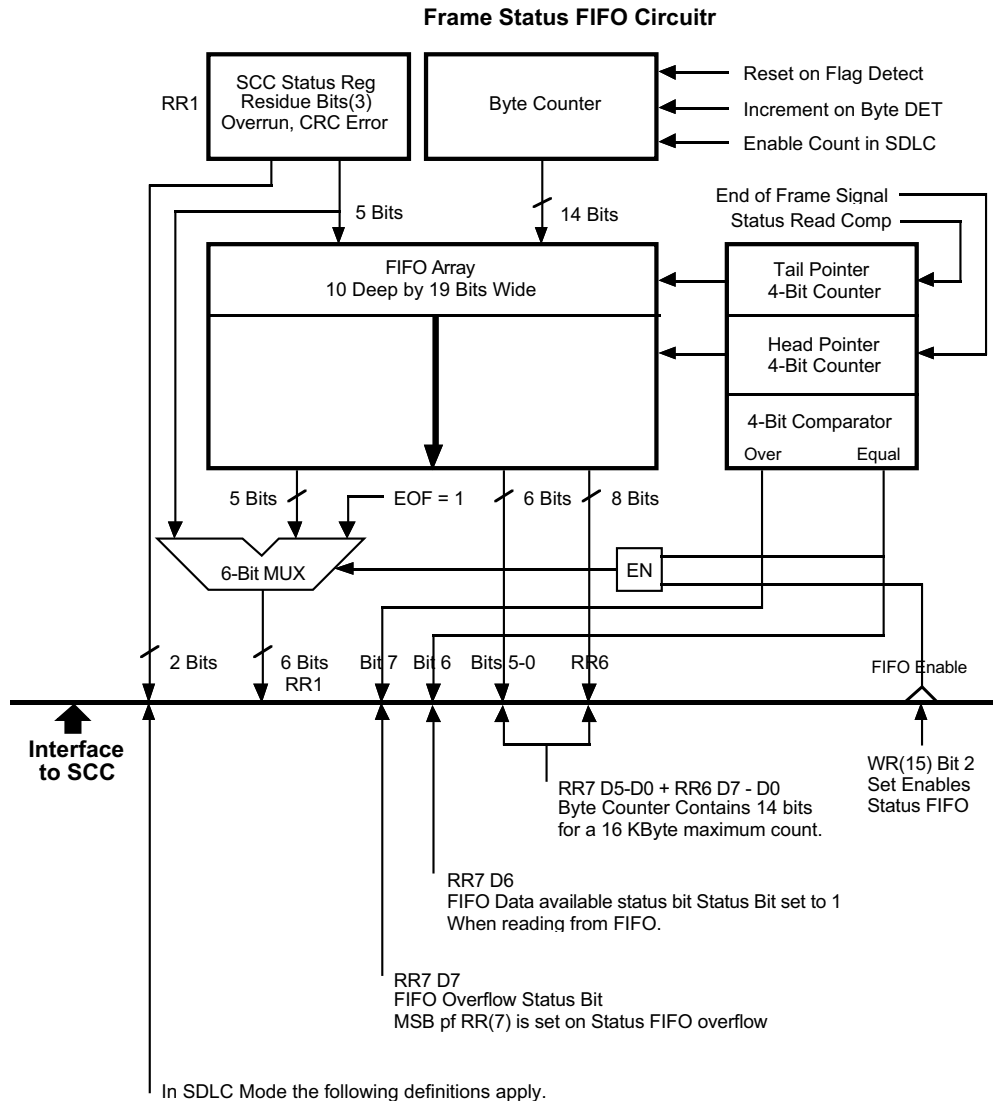 Frame Status FIFO Circuitr
RR1
SCC Status Reg
Residue Bits(3)
Overrun, CRC Error
Byte Counter
Reset on Flag Detect
Increment on Byte DET
Enable Count in SDLC
5 Bits
14 Bits
End of Frame Signal
Status Read Comp
FIFO Array
10 Deep by 19 Bits Wide
Tail Pointer
4-Bit Counter
Head Pointer
4-Bit Counter
4-Bit Comparator
Over
Equal
5 Bits
EOF = 1
6 Bits
8 Bits
6-Bit MUX
EN
2 Bits
6 Bits
RR1
Bit 7
Bit 6
Bits 5-0
RR6
FIFO Enable
Interface
to SCC
WR(15) Bit 2
Set Enables
Status FIFO
RR7 D5-D0 + RR6 D7 - D0
Byte Counter Contains 14 bits
for a 16 KByte maximum count.
RR7 D6
FIFO Data available status bit Status Bit set to 1
When reading from FIFO.
RR7 D7
FIFO Overflow Status Bit
MSB pf RR(7) is set on Status FIFO overflow
In SDLC Mode the following definitions apply.